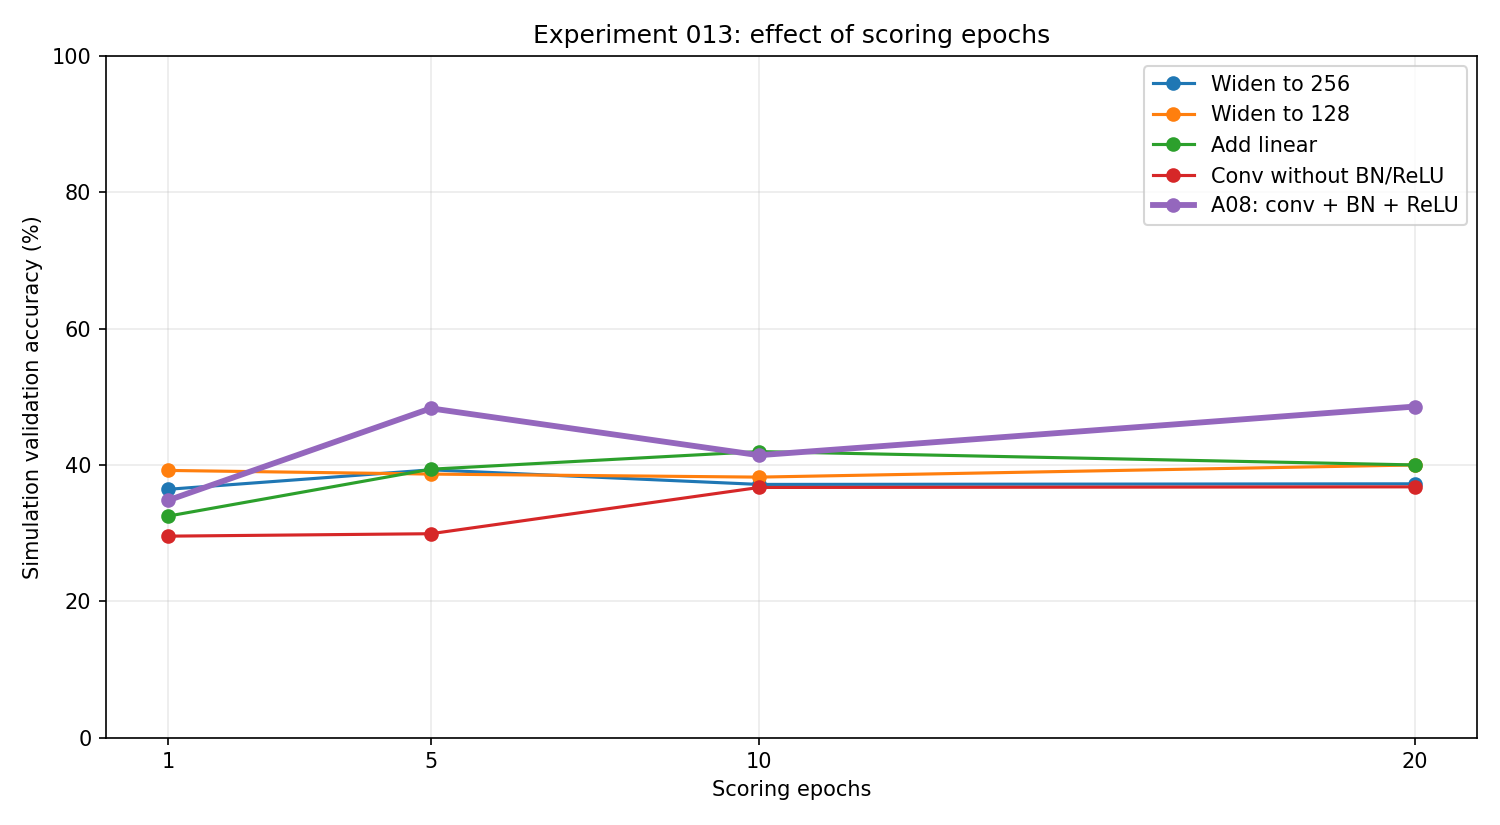 Experiment 013: effect of scoring epochs
100
80
60
40
20
0
Simulation validation accuracy (%)
Widen to 256
Widen to 128
Add linear
Conv without BN/ReLU
A08: conv + BN + ReLU
1 5 10 20
Scoring epochs